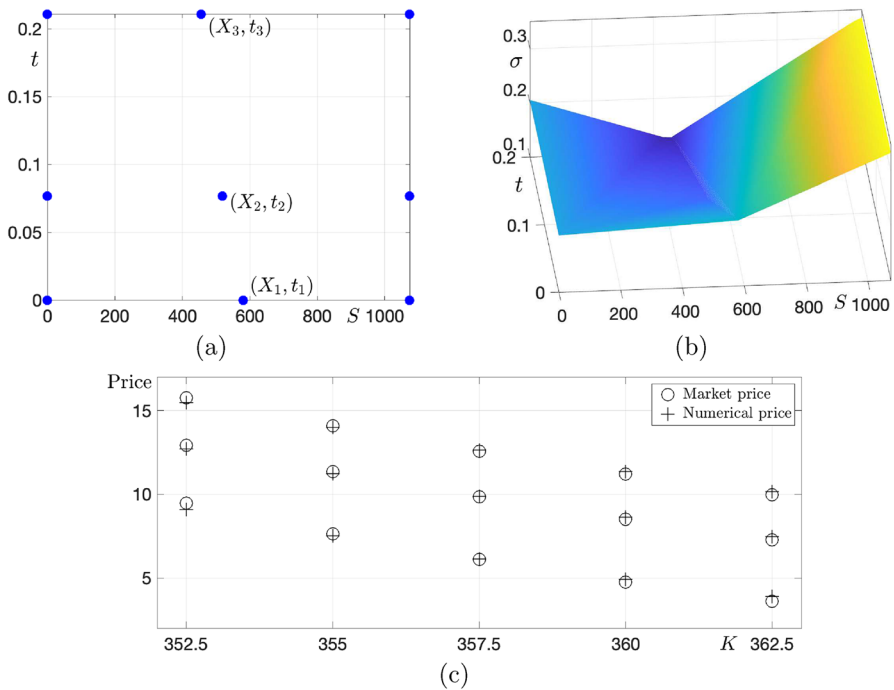 (X₃, t₃)
t
0.2
0.15
0.1
(X₂, t₂)
0.05
(X₁, t₁)
0
0 200 400 600 800 S 1000
(a)
0.3
σ
0.2
0.1
0.2
t
0.1
0
0 200 400 600 800 S 1000
(b)
Price
Market price
Numerical price
15
10
5
352.5 355 357.5 360 K 362.5
(c)